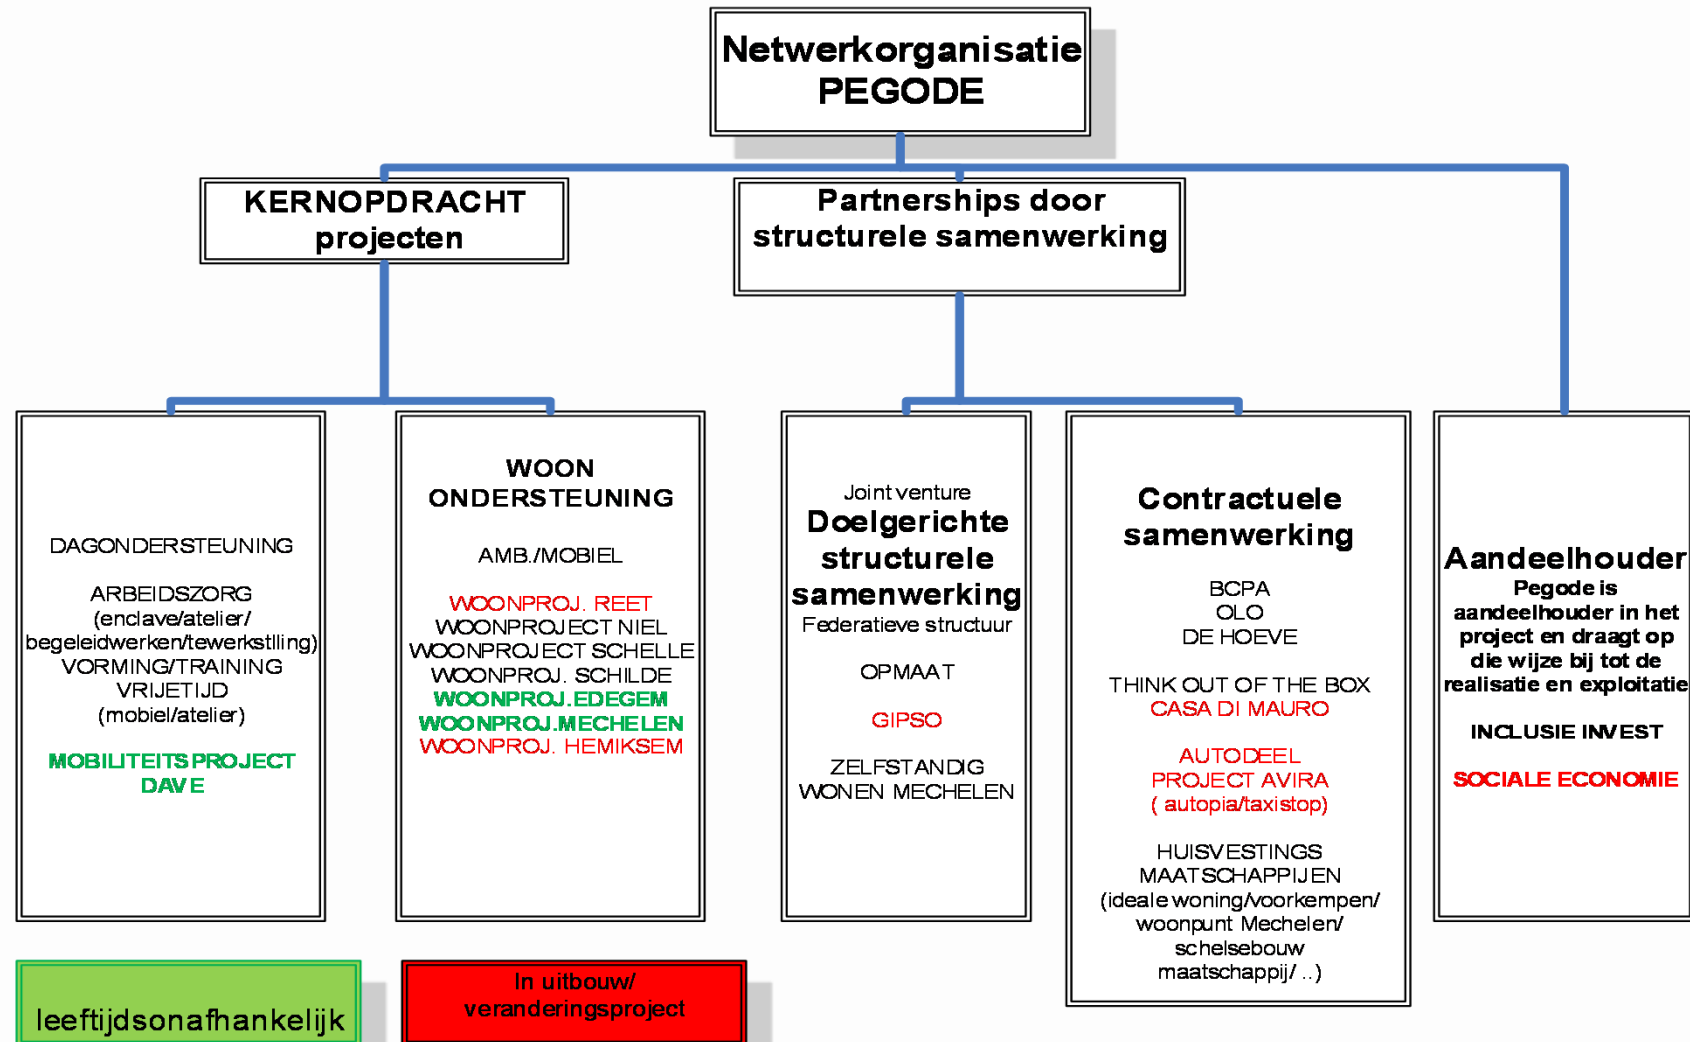 Netwerkorganisatie
PEGODE
KERNOPDRACHT
projecten
Partnerships door
structurele samenwerking
DAGONDERSTEUNING
ARBEIDSZORG
(enclave/atelier/
begeleidwerken/tewerkstlling)
VORMING/TRAINING
VRIJETIJD
(mobiel/atelier)
MOBILITEITSPROJECT
DAVE
WOON
ONDERSTEUNING
AMB./MOBIEL
WOONPROJ. REET
WOONPROJECT NIEL
WOONPROJECT SCHELLE
WOONPROJ. SCHILDE
WOONPROJ.EDEGEM
WOONPROJ.MECHELEN
WOONPROJ. HEMIKSEM
Joint venture
Doelgerichte
structurele
samenwerking
Federatieve structuur
OPMAAT
GIPSO
ZELFSTANDIG
WONEN MECHELEN
Contractuele
samenwerking
BCPA
OLO
DE HOEVE
THINK OUT OF THE BOX
CASA DI MAURO
AUTODEEL
PROJECT AVIRA
( autopia/taxistop)
HUISVESTINGS
MAATSCHAPPIJEN
(ideale woning/voorkempen/
woonpunt Mechelen/
schelsebouw
maatschappij/ ..)
Aandeelhouder
Pegode is
aandeelhouder in het
project en draagt op
die wijze bij tot de
realisatie en exploitatie
INCLUSIE INVEST
SOCIALE ECONOMIE
leeftijdsonafhankelijk
In uitbouw/
veranderingsproject